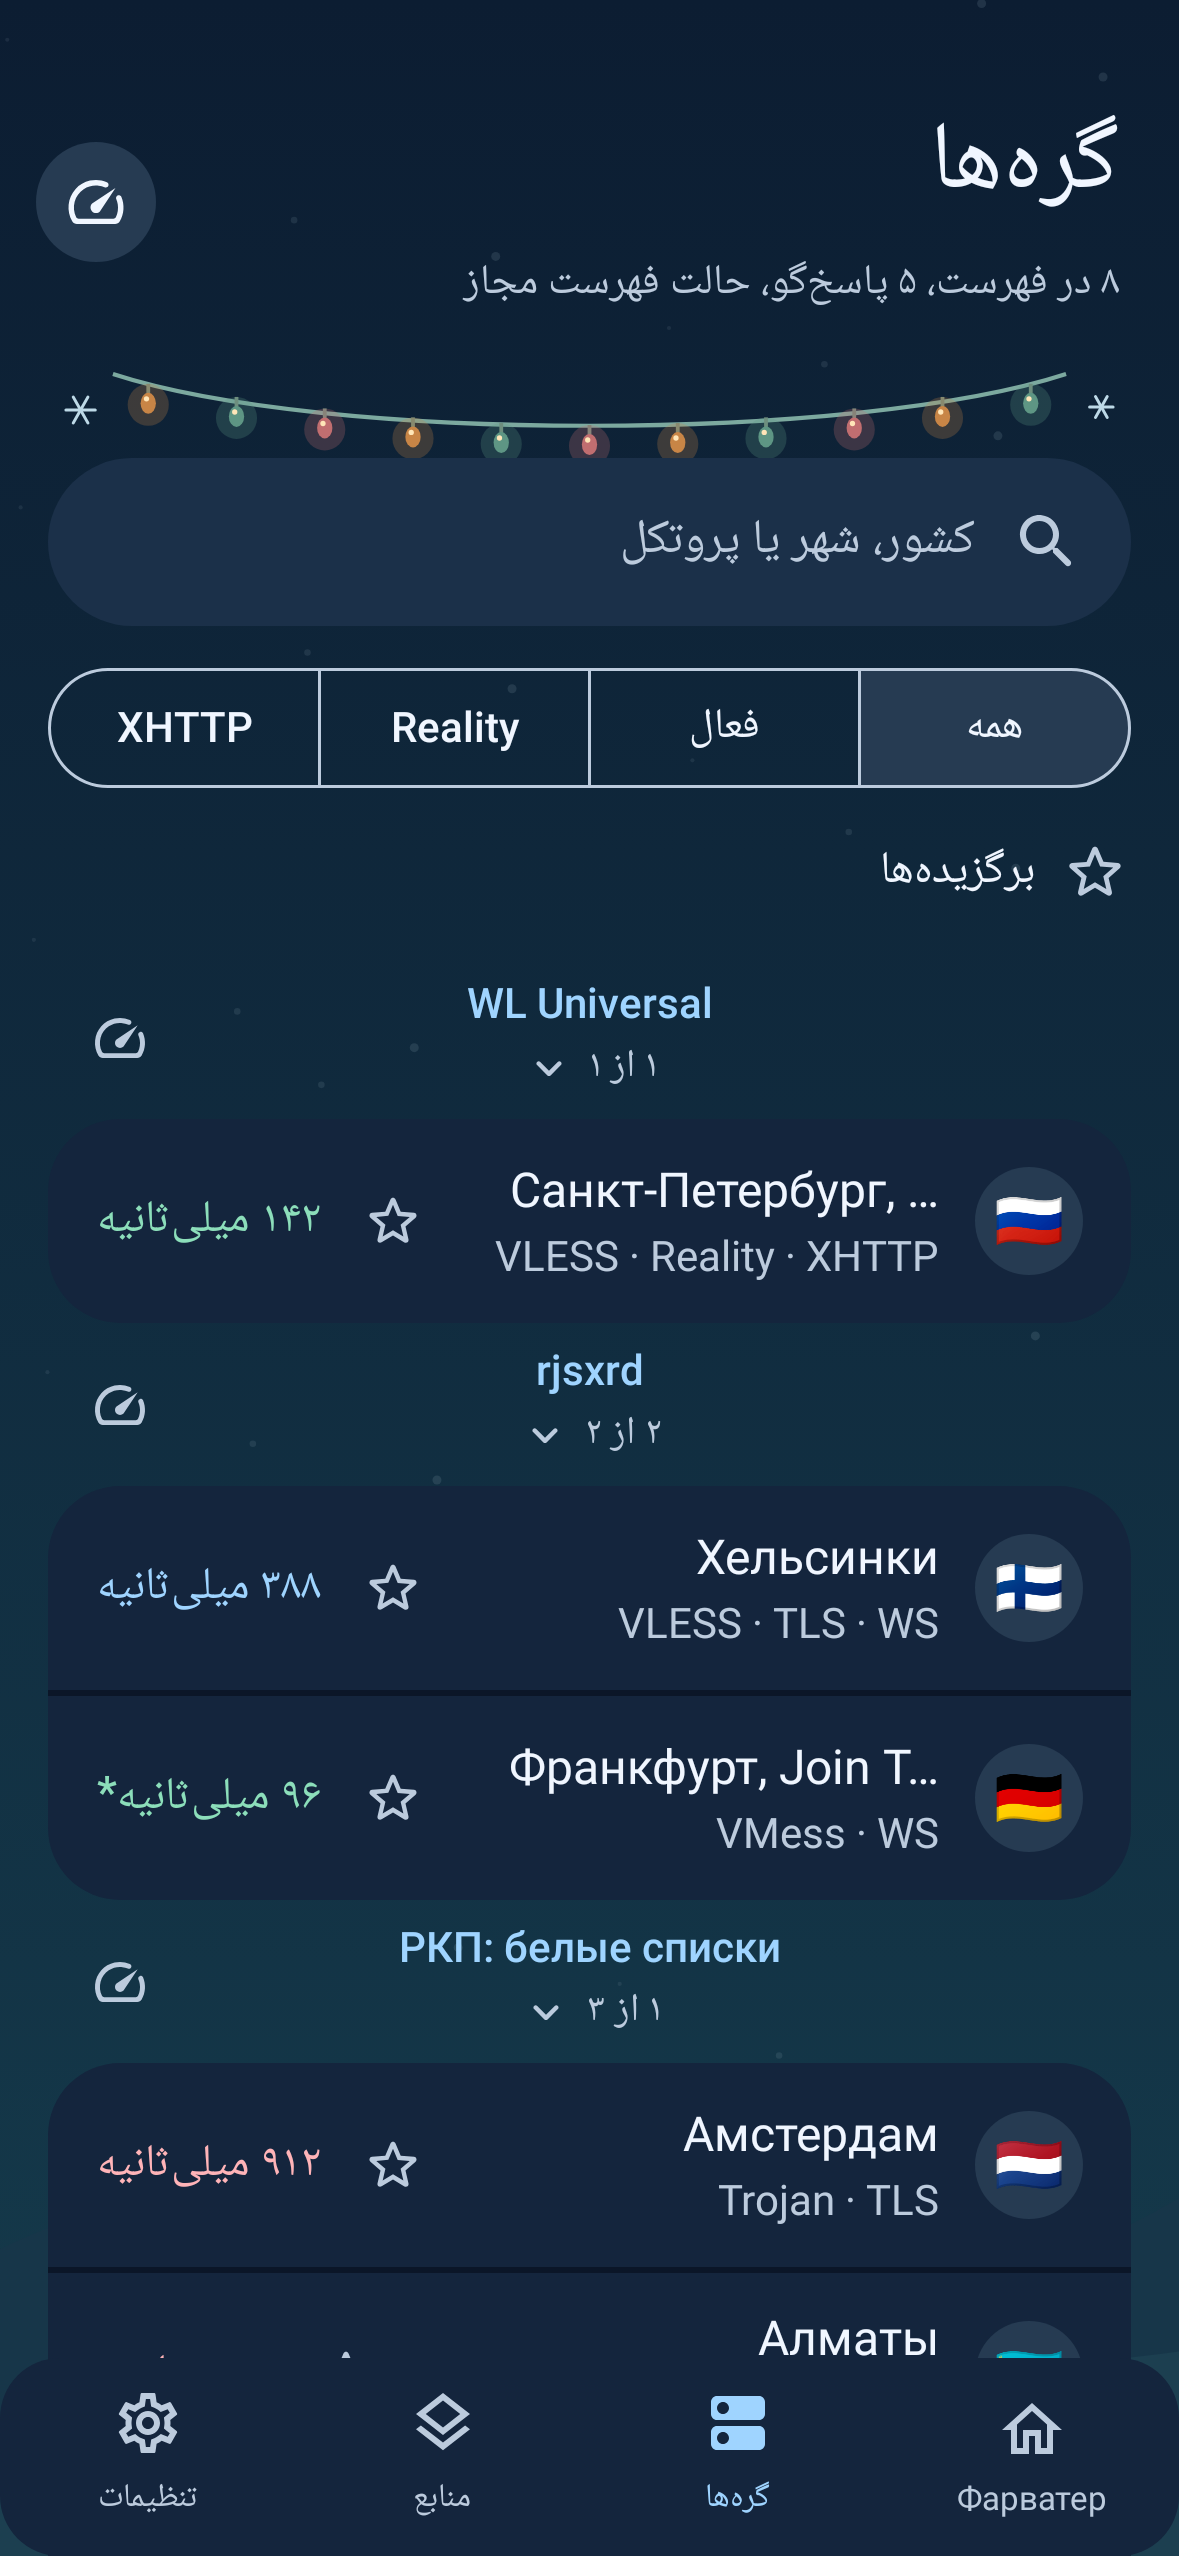 گره‌ها
۸ در فهرست، ۵ پاسخ‌گو، حالت فهرست مجاز
کشور، شهر یا پروتکل
همه
فعال
Reality
XHTTP
برگزیده‌ها
WL Universal
۱ از ۱
Санкт-Петербург, …
VLESS · Reality · XHTTP
۱۴۲ میلی‌ثانیه
rjsxrd
۲ از ۲
Хельсинки
VLESS · TLS · WS
۳۸۸ میلی‌ثانیه
Франкфурт, Join T…
VMess · WS
۹۶ میلی‌ثانیه*
РКП: белые списки
۱ از ۳
Амстердам
Trojan · TLS
۹۱۲ میلی‌ثانیه
Алматы
Фарватер
گره‌ها
منابع
تنظیمات